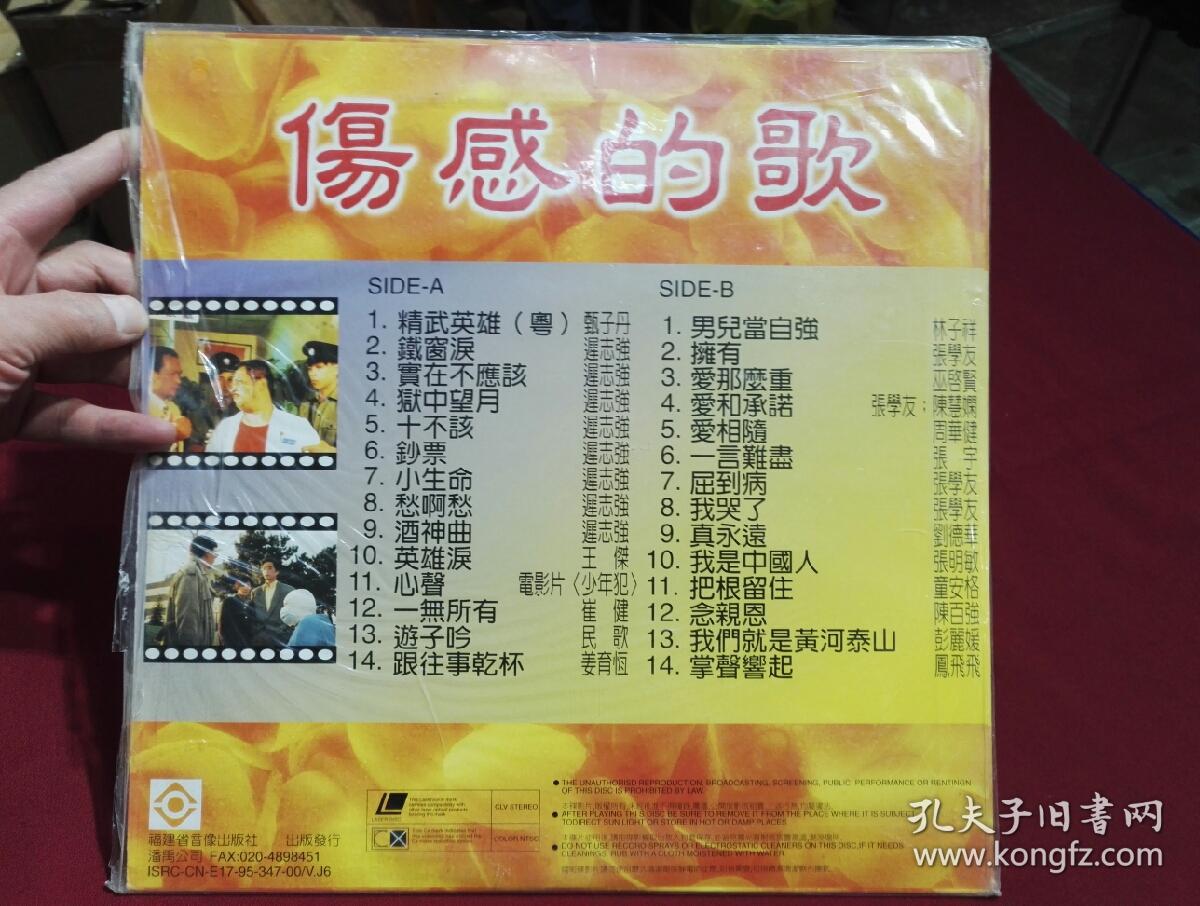 傷感的歌
SIDE-A
1. 精武英雄（粵） 甄子丹
2. 鐵窗淚 遲志強
3. 實在不應該 遲志強
4. 獄中望月 遲志強
5. 十不該 遲志強
6. 鈔票 遲志強
7. 小生命 遲志強
8. 愁啊愁 遲志強
9. 酒神曲 遲志強
10. 英雄淚 王傑
11. 心聲 電影片〈少年犯〉
12. 一無所有 崔健
13. 遊子吟 民歌
14. 跟往事乾杯 姜育恆
SIDE-B
1. 男兒當自強 林子祥
2. 擁有 張學友
3. 愛那麼重 巫啓賢
4. 愛和承諾 張學友；陳慧嫻
5. 愛相隨 周華健
6. 一言難盡 張宇
7. 屈到病 張學友
8. 我哭了 張學友
9. 真永遠 劉德華
10. 我是中國人 張明敏
11. 把根留住 童安格
12. 念親恩 陳百強
13. 我們就是黃河泰山 彭麗媛
14. 掌聲響起 鳳飛飛
福建省音像出版社 出版發行
潘禹公司 FAX:020-4898451
ISRC-CN-E17-95-347-00/V.J6
LASERDISC
CLV STEREO
CX
COLOR NTSC
● THE UNAUTHORISED REPRODUCTION, BROADCASTING, SCREENING, PUBLIC PERFORMANCE OR RENTING
OF THIS DISC IS PROHIBITED BY LAW.
● AFTER PLAYING THIS DISC BE SURE TO REMOVE IT FROM THE PLACE WHERE IT IS SUBJECT
TO DIRECT SUN LIGHT OR STORE IN HOT OR DAMP PLACES.
● DO NOT USE RECORD SPRAYS OR ELECTROSTATIC CLEANERS ON THIS DISC, IF IT NEEDS
CLEANINGS, RUB WITH A CLOTH MOISTENED WITH WATER.
孔夫子旧书网
www.kongfz.com